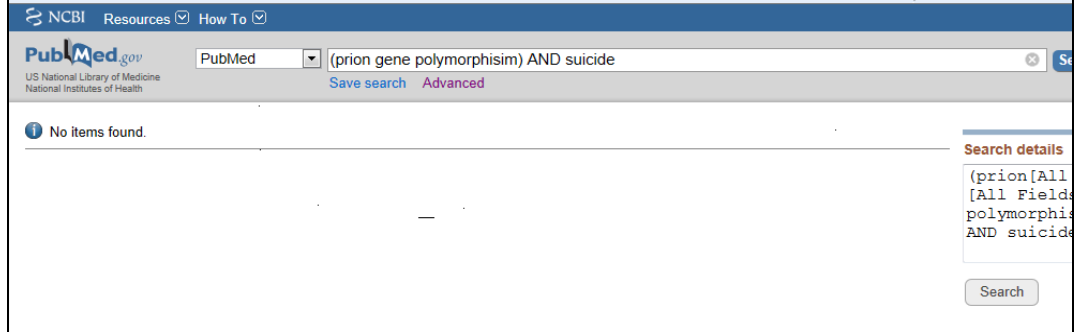 NCBI Resources How To
PubMed.gov
US National Library of Medicine
National Institutes of Health
PubMed
(prion gene polymorphisim) AND suicide
Se
Save search Advanced
No items found.
Search details
(prion[All
[All Fields
polymorphis
AND suicide
Search